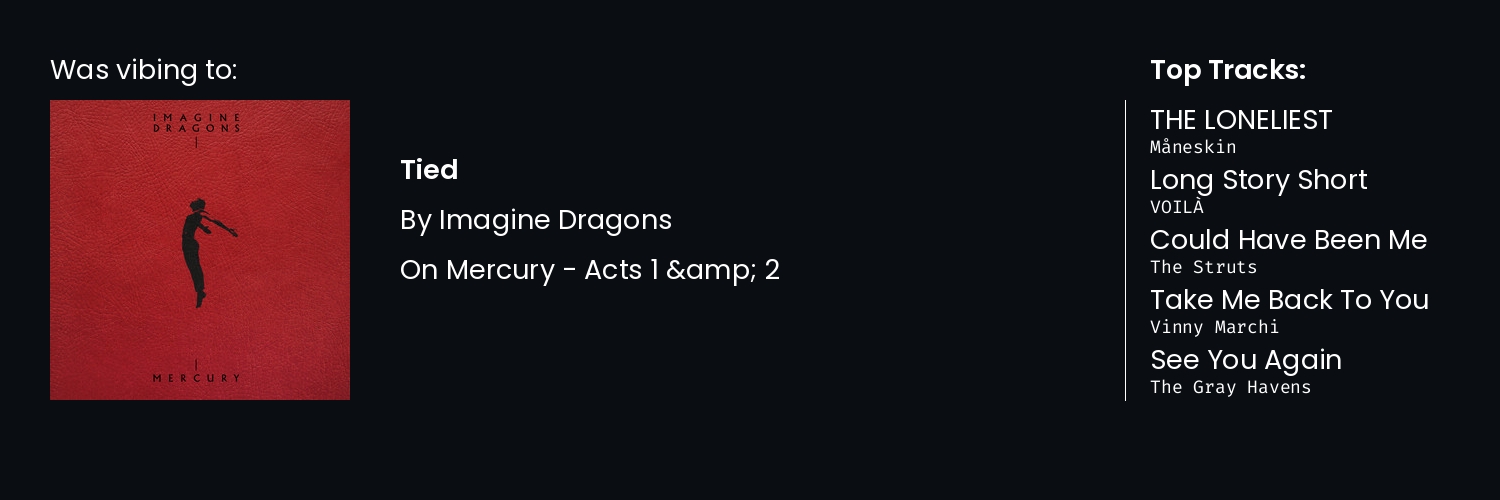 Was vibing to:
IMAGINE
DRAGONS
MERCURY
Tied
By Imagine Dragons
On Mercury - Acts 1 &amp; 2
Top Tracks:
THE LONELIEST
Måneskin
Long Story Short
VOILÀ
Could Have Been Me
The Struts
Take Me Back To You
Vinny Marchi
See You Again
The Gray Havens